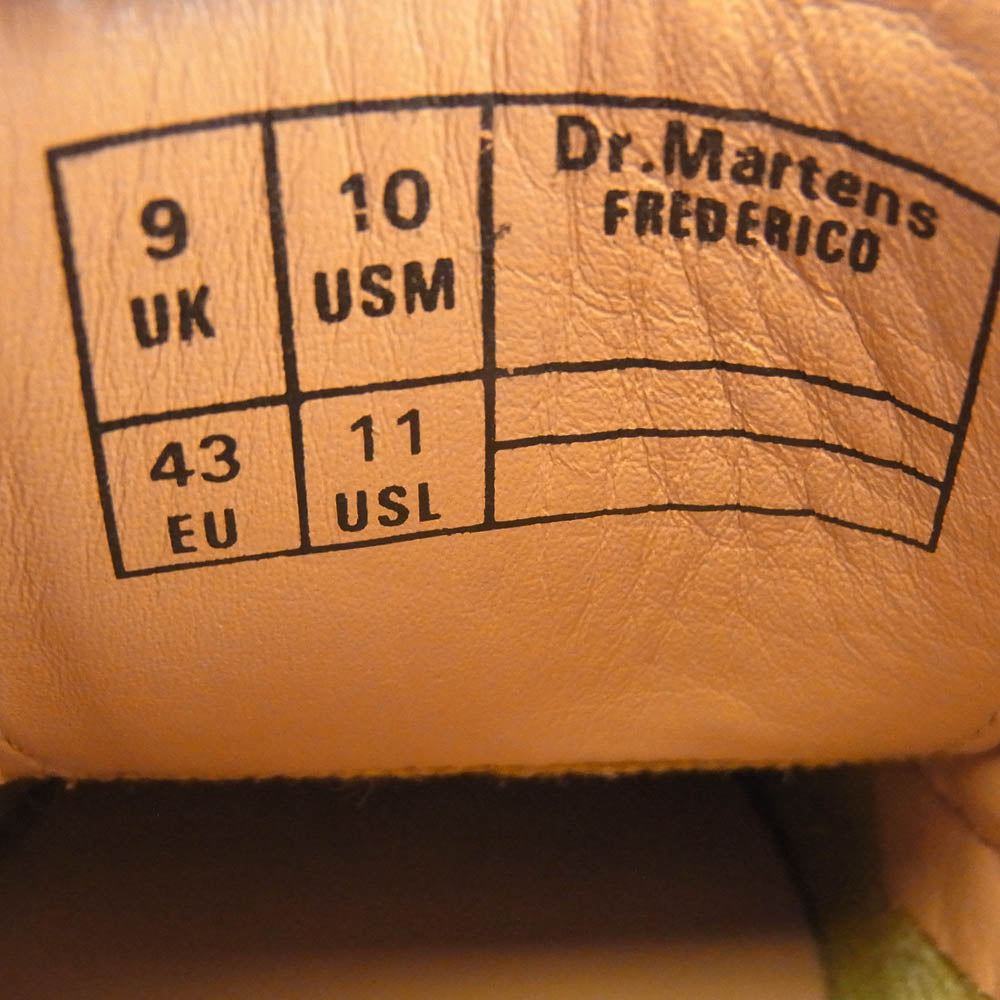 9
UK
10
USM
Dr.Martens
FREDERICO
43
EU
11
USL